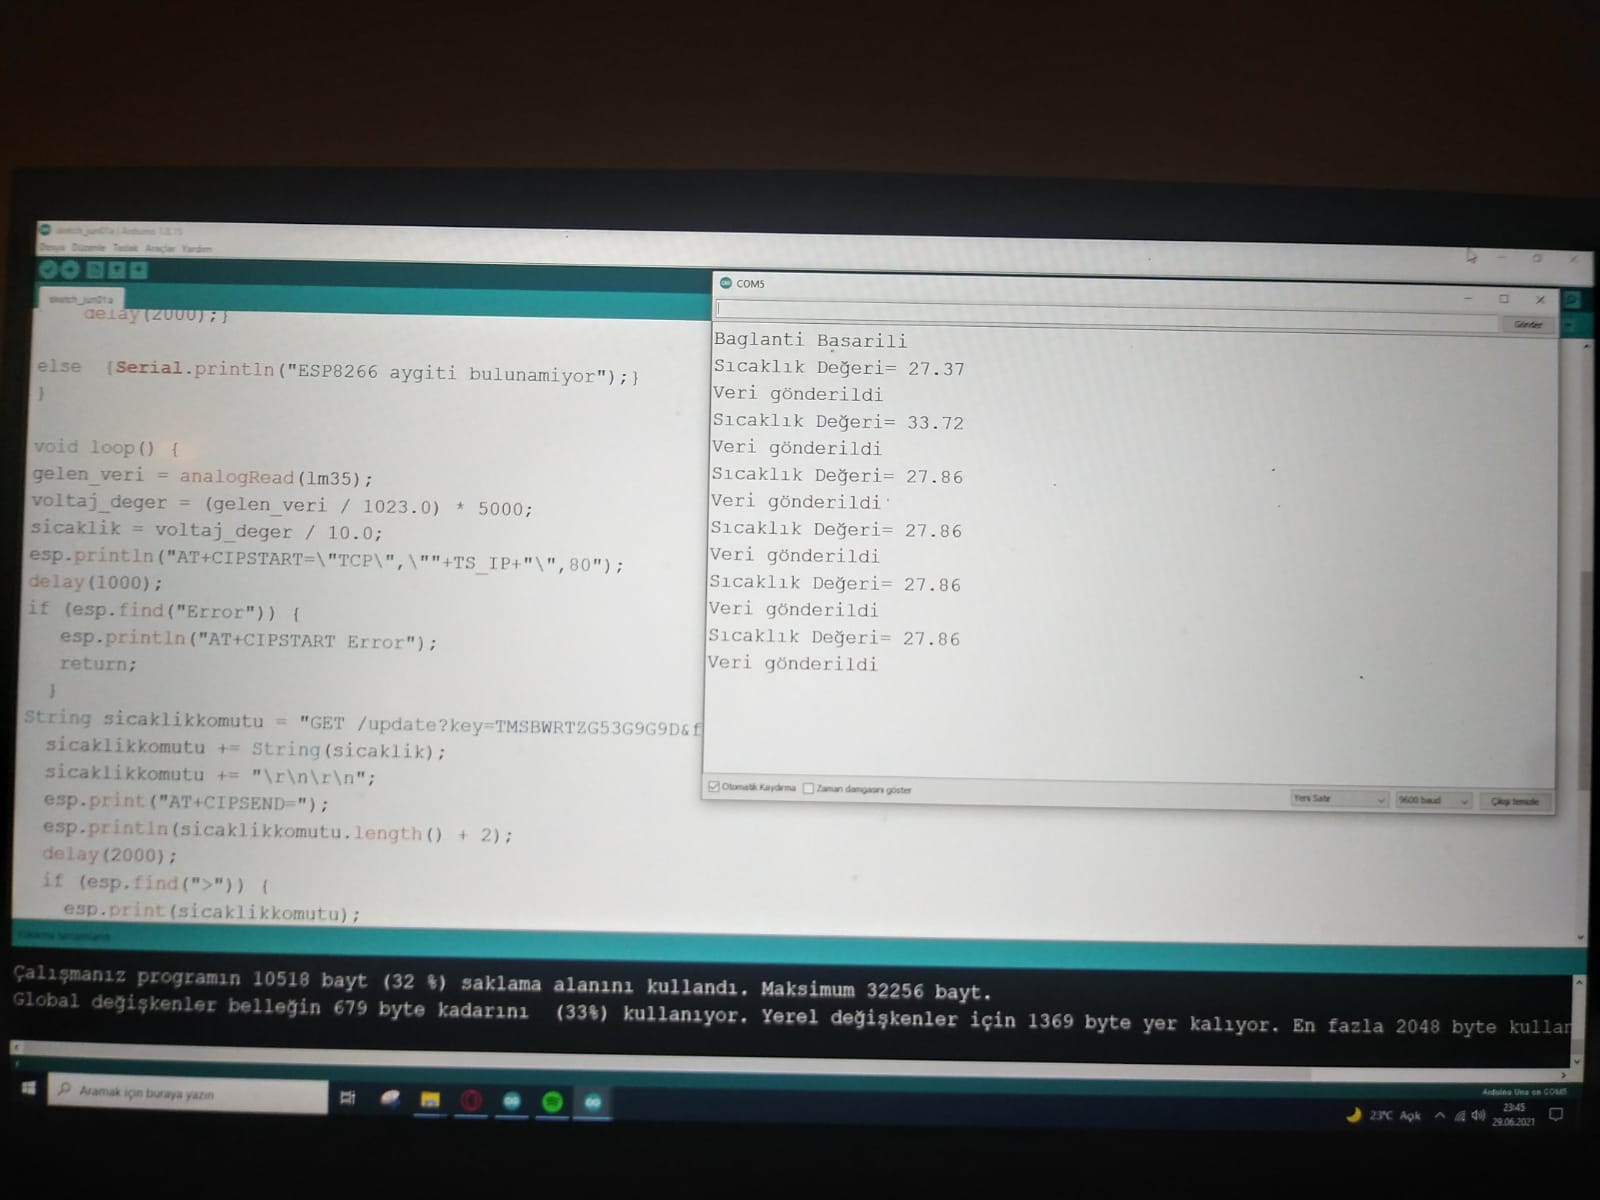 sketch_jun01a | Arduino 1.8.15
Dosya Düzenle Taslak Araçlar Yardım
sketch_jun01a
delay(2000);}
else {Serial.println("ESP8266 aygiti bulunamiyor");}
}
void loop() {
gelen_veri = analogRead(lm35);
voltaj_deger = (gelen_veri / 1023.0) * 5000;
sicaklik = voltaj_deger / 10.0;
esp.println("AT+CIPSTART=\"TCP\",\""+TS_IP+"\",80");
delay(1000);
if (esp.find("Error")) {
esp.println("AT+CIPSTART Error");
return;
}
String sicaklikkomutu = "GET /update?key=TMSBWRTZG53G9G9D&f
sicaklikkomutu += String(sicaklik);
sicaklikkomutu += "\r\n\r\n";
esp.print("AT+CIPSEND=");
esp.println(sicaklikkomutu.length() + 2);
delay(2000);
if (esp.find(">")) {
esp.print(sicaklikkomutu);
COM5
Gönder
Baglanti Basarili
Sıcaklık Değeri= 27.37
Veri gönderildi
Sıcaklık Değeri= 33.72
Veri gönderildi
Sıcaklık Değeri= 27.86
Veri gönderildi
Sıcaklık Değeri= 27.86
Veri gönderildi
Sıcaklık Değeri= 27.86
Veri gönderildi
Sıcaklık Değeri= 27.86
Veri gönderildi
Otomatik Kaydırma Zaman damgasını göster Yeni Satır 9600 baud Çıkışı temizle
Yükleme tamamlandı
Çalışmanız programın 10518 bayt (32 %) saklama alanını kullandı. Maksimum 32256 bayt.
Global değişkenler belleğin 679 byte kadarını (33%) kullanıyor. Yerel değişkenler için 1369 byte yer kalıyor. En fazla 2048 byte kullan
Arduino Uno on COM5
Aramak için buraya yazın
23°C Açık
23:45
29.06.2021